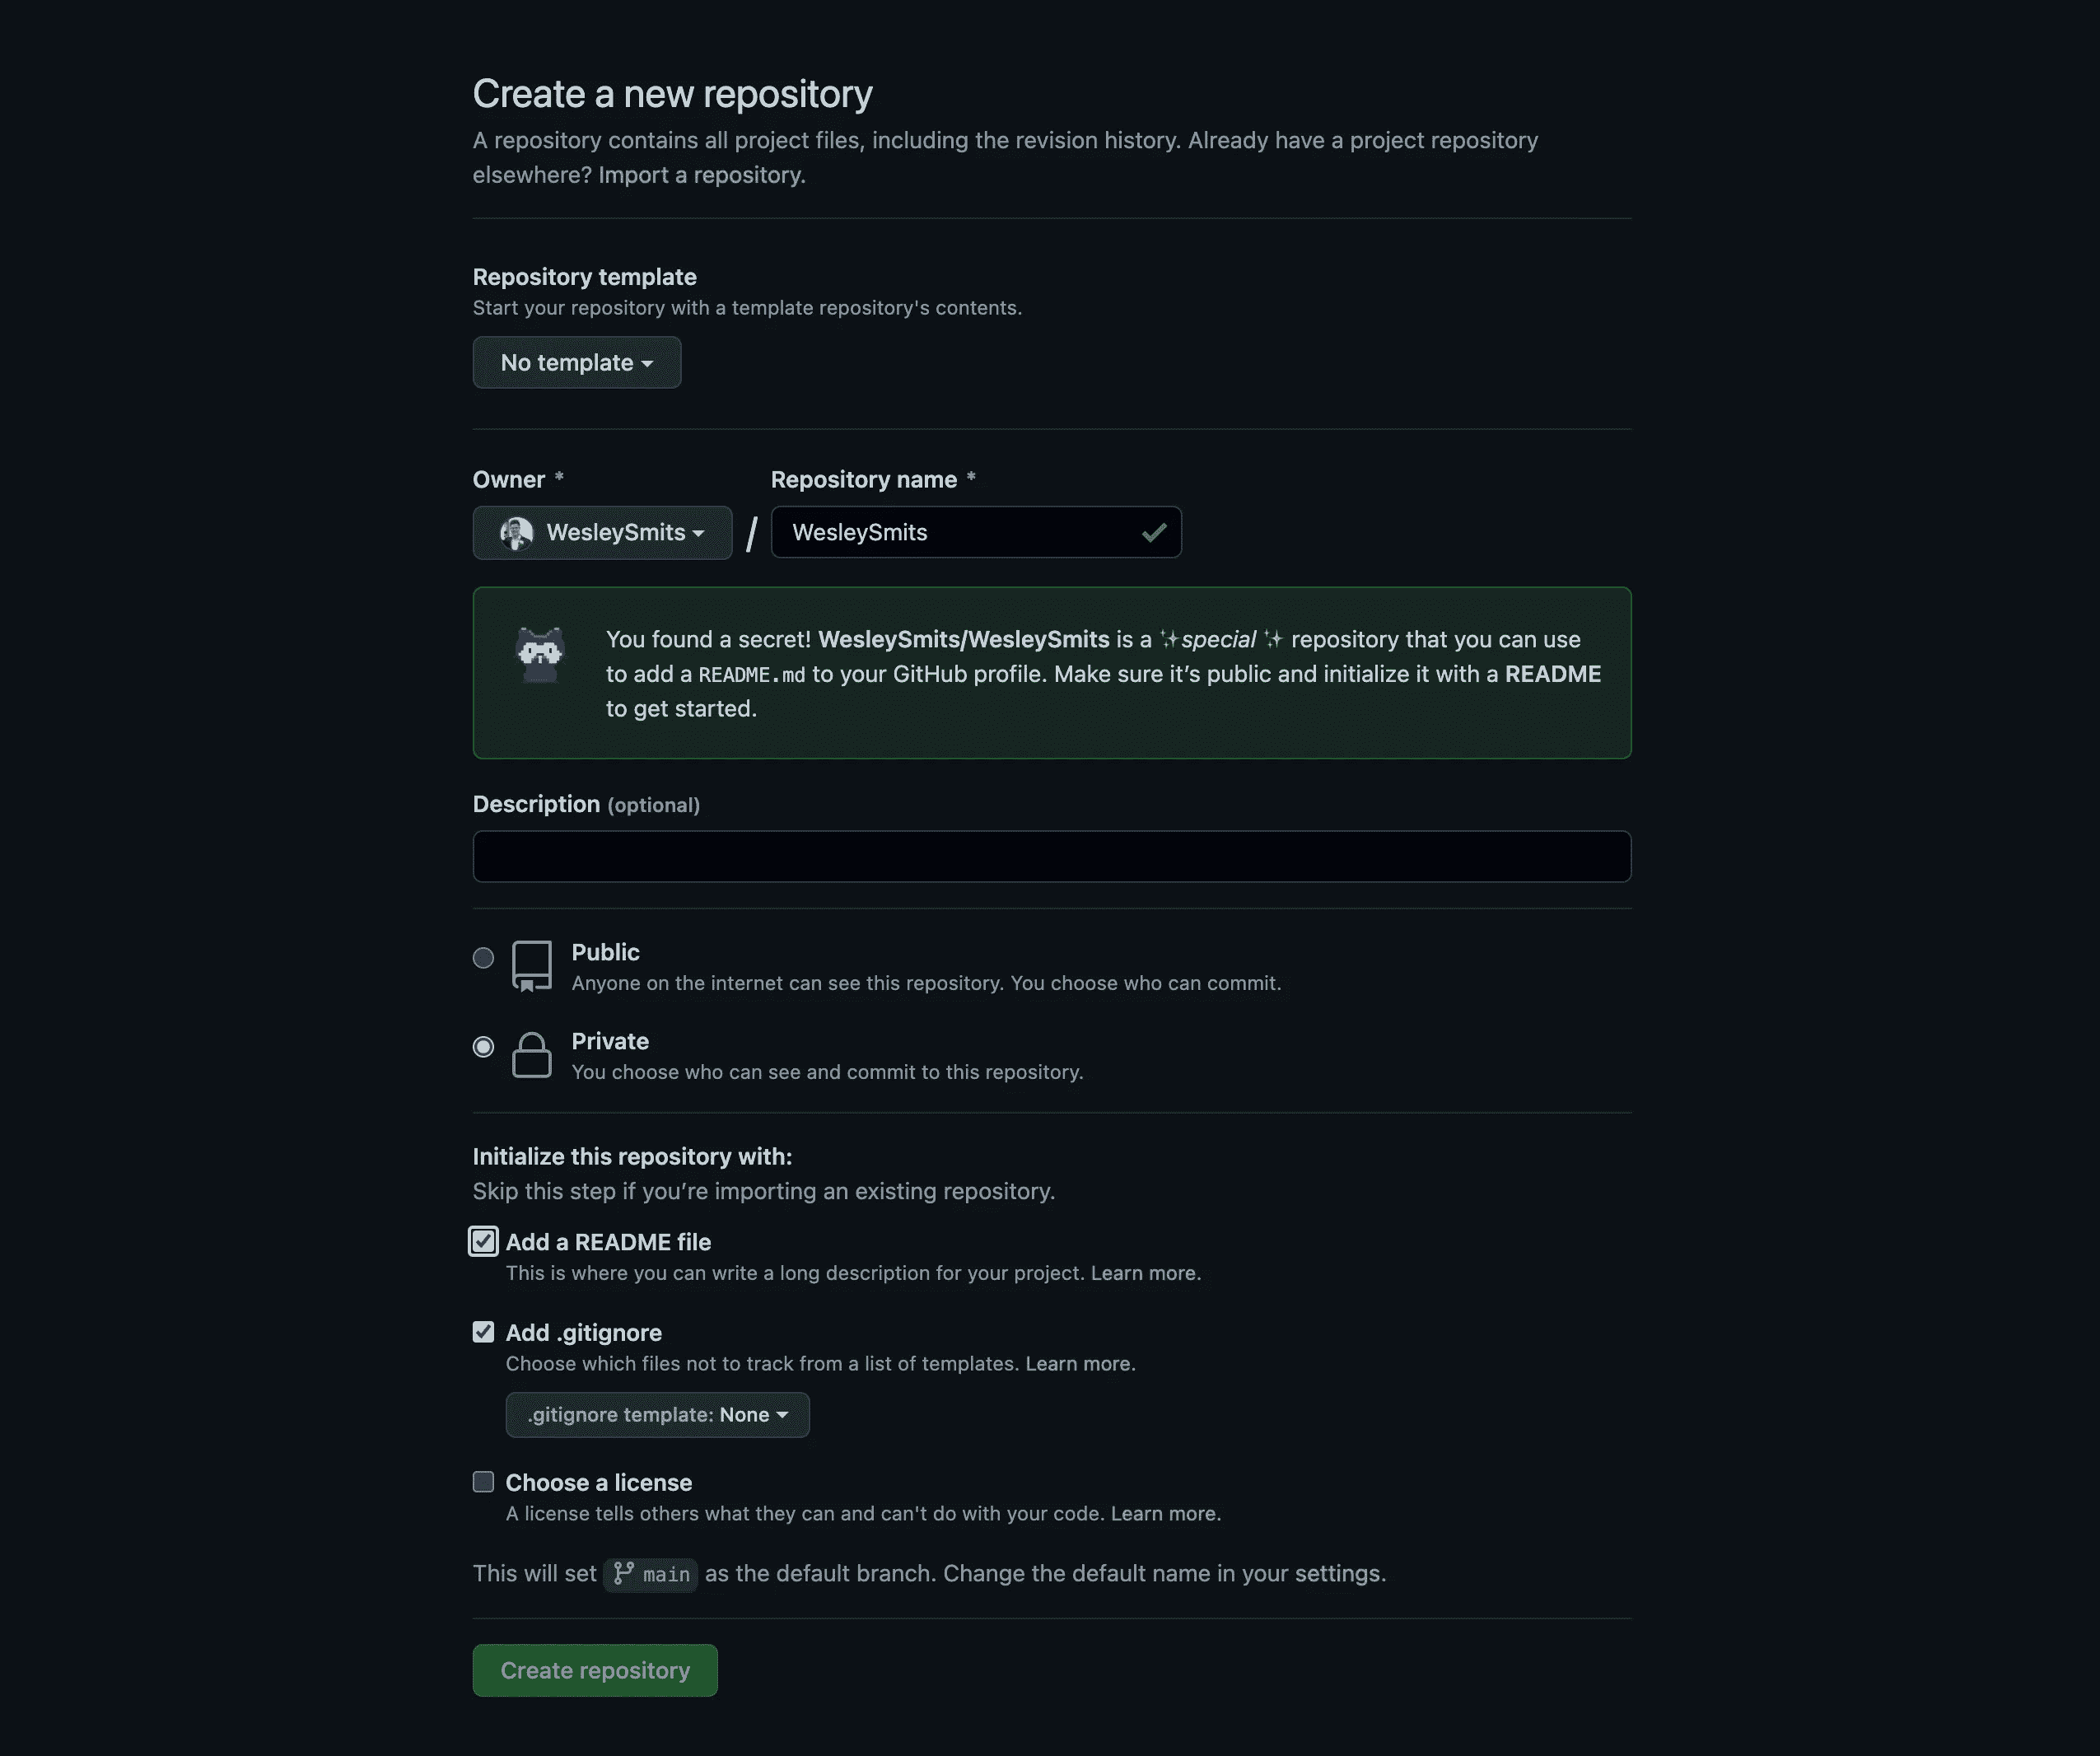 Create a new repository
A repository contains all project files, including the revision history. Already have a project repository
elsewhere? Import a repository.
Repository template
Start your repository with a template repository's contents.
No template
Owner * Repository name *
WesleySmits / WesleySmits
You found a secret! WesleySmits/WesleySmits is a ✨special ✨ repository that you can use
to add a README.md to your GitHub profile. Make sure it’s public and initialize it with a README
to get started.
Description (optional)
Public
Anyone on the internet can see this repository. You choose who can commit.
Private
You choose who can see and commit to this repository.
Initialize this repository with:
Skip this step if you’re importing an existing repository.
Add a README file
This is where you can write a long description for your project. Learn more.
Add .gitignore
Choose which files not to track from a list of templates. Learn more.
.gitignore template: None
Choose a license
A license tells others what they can and can't do with your code. Learn more.
This will set main as the default branch. Change the default name in your settings.
Create repository